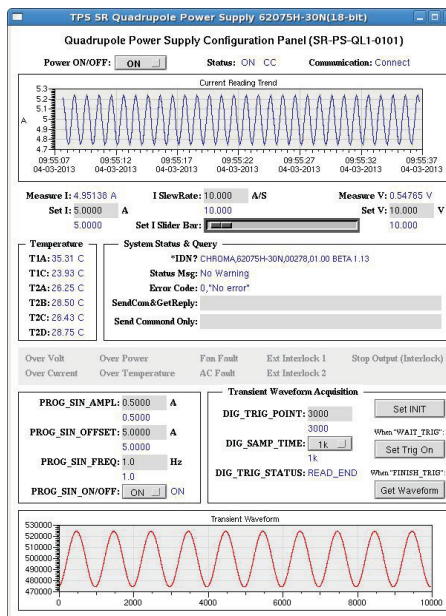 TPS SR Quadrupole Power Supply 62075H-30N(18-bit)
Quadrupole Power Supply Configuration Panel (SR-PS-QL1-0101)
Power ON/OFF: ON Status: ON CC Communication: Connect
Current Reading Trend
5.3
5.2
5.1
5
4.9
4.8
4.7
A
09:55:07 09:55:12 09:55:17 09:55:22 09:55:27 09:55:32 09:55:37
04-03-2013 04-03-2013 04-03-2013 04-03-2013 04-03-2013 04-03-2013 04-03-2013
Measure I: 4.95138 A I SlewRate: 10.000 A/S Measure V: 0.54765 V
Set I: 5.0000 A 10.000 Set V: 10.000 V
5.0000 Set I Slider Bar: 10.000
Temperature
T1A: 35.31 C
T1C: 23.93 C
T2A: 26.25 C
T2B: 28.50 C
T2C: 28.43 C
T2D: 28.75 C
System Status & Query
*IDN? CHROMA,62075H-30N,00278,01.00 BETA 1.13
Status Msg: No Warning
Error Code: 0,"No error"
SendCom&GetReply:
Send Commond Only:
Over Volt Over Power Fan Fault Ext Interlock 1 Stop Output (Interlock)
Over Current Over Temperature AC Fault Ext Interlock 2
PROG_SIN_AMPL: 0.5000 A
0.5000
PROG_SIN_OFFSET: 5.0000 A
5.0000
PROG_SIN_FREQ: 1.0 Hz
1.0
PROG_SIN_ON/OFF: ON ON
Transient Waveform Acquisition
DIG_TRIG_POINT: 3000
3000
DIG_SAMP_TIME: 1k
1k
DIG_TRIG_STATUS: READ_END
Set INIT
When "WAIT_TRIG":
Set Trig On
When "FINISH_TRIG":
Get Waveform
Transient Waveform
530000
520000
510000
500000
490000
480000
470000
0 2000 4000 6000 8000 10000